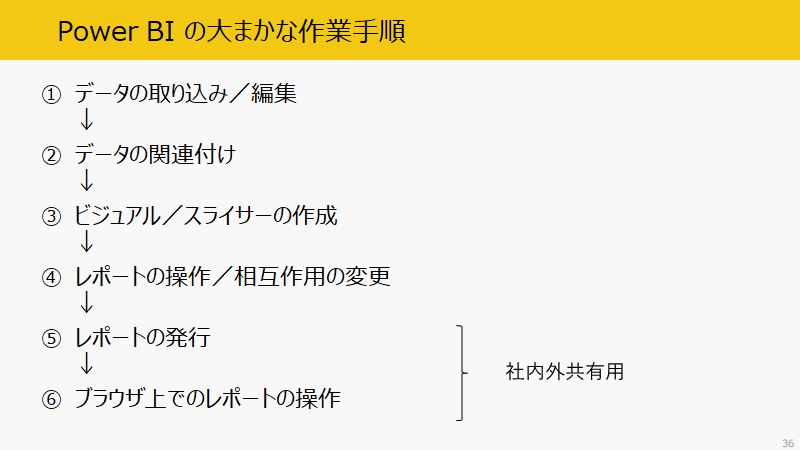 Power BI の大まかな作業手順
① データの取り込み／編集
↓
② データの関連付け
↓
③ ビジュアル／スライサーの作成
↓
④ レポートの操作／相互作用の変更
↓
⑤ レポートの発行
↓
社内外共有用
⑥ ブラウザ上でのレポートの操作
36